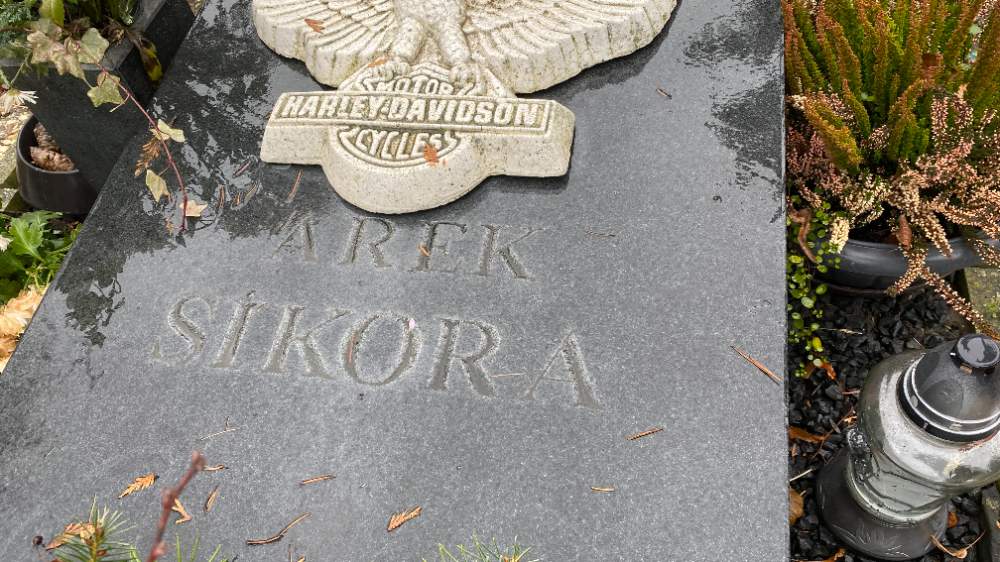 MOTOR
HARLEY-DAVIDSON
CYCLES
AREK
SIKORA